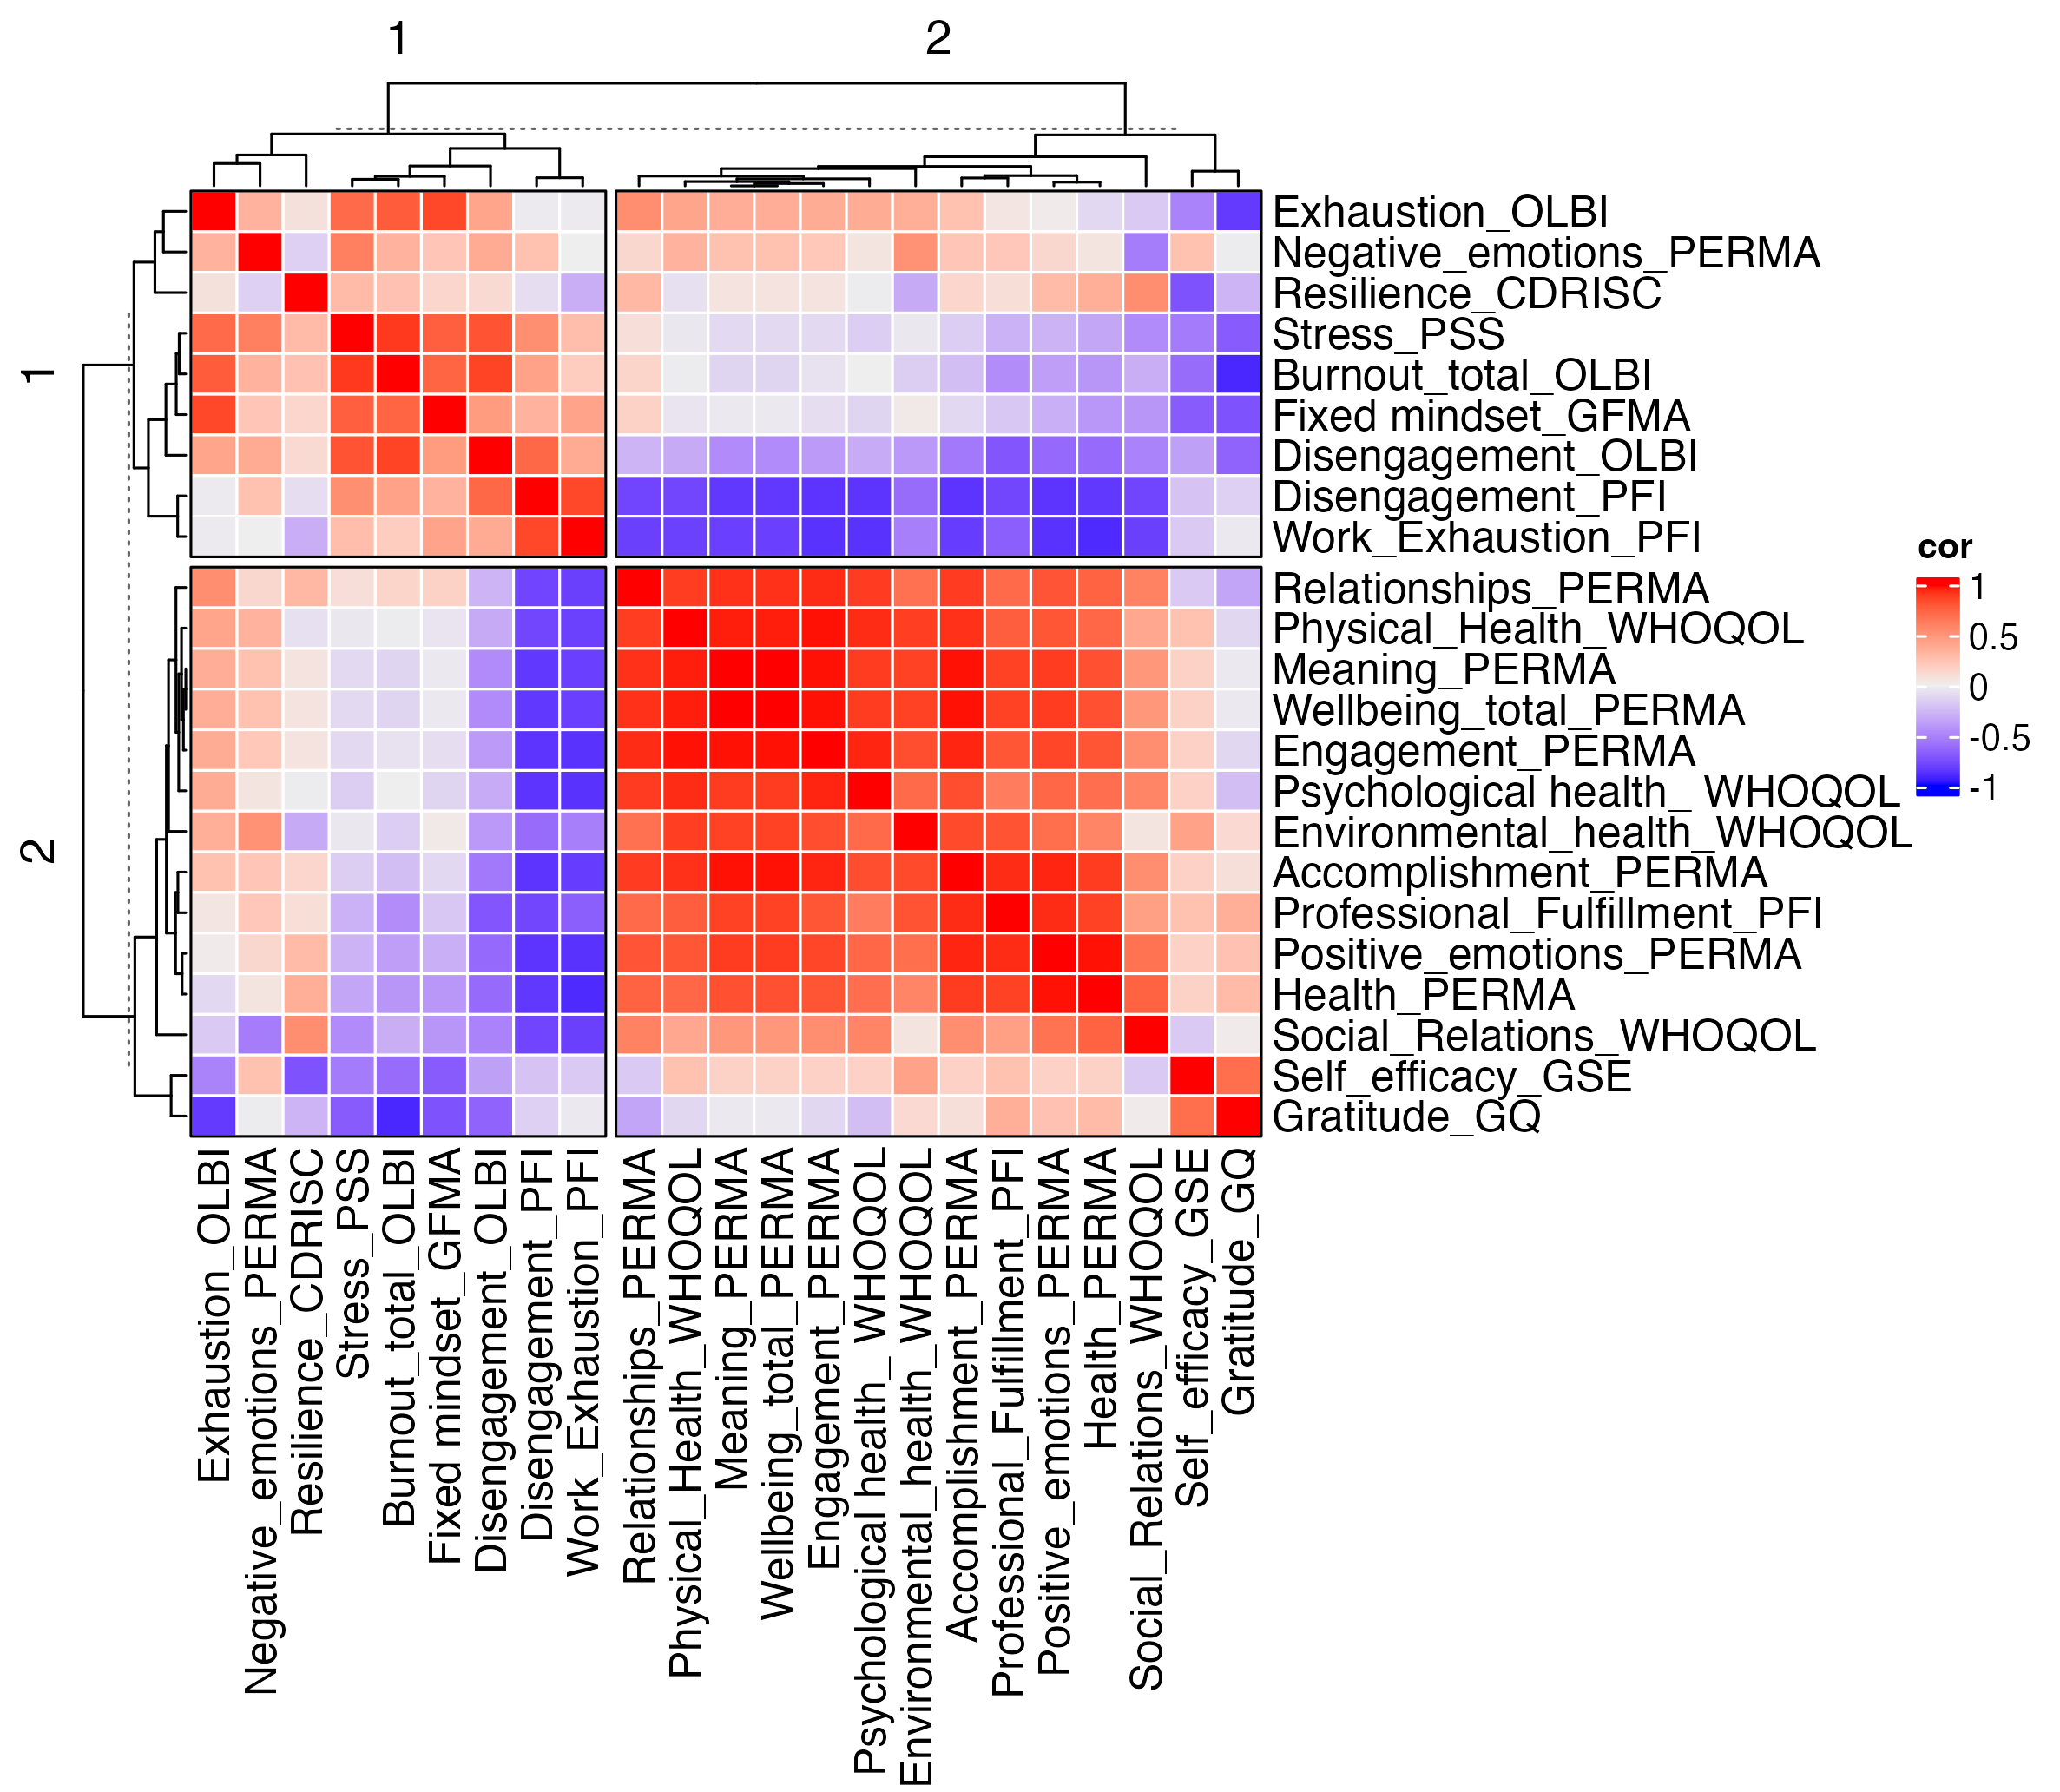 1
2
1
2
Exhaustion_OLBI
Negative_emotions_PERMA
Resilience_CDRISC
Stress_PSS
Burnout_total_OLBI
Fixed mindset_GFMA
Disengagement_OLBI
Disengagement_PFI
Work_Exhaustion_PFI
Relationships_PERMA
Physical_Health_WHOQOL
Meaning_PERMA
Wellbeing_total_PERMA
Engagement_PERMA
Psychological health_ WHOQOL
Environmental_health_WHOQOL
Accomplishment_PERMA
Professional_Fulfillment_PFI
Positive_emotions_PERMA
Health_PERMA
Social_Relations_WHOQOL
Self_efficacy_GSE
Gratitude_GQ
cor
1
0.5
0
-0.5
-1
Exhaustion_OLBI
Negative_emotions_PERMA
Resilience_CDRISC
Stress_PSS
Burnout_total_OLBI
Fixed mindset_GFMA
Disengagement_OLBI
Disengagement_PFI
Work_Exhaustion_PFI
Relationships_PERMA
Physical_Health_WHOQOL
Meaning_PERMA
Wellbeing_total_PERMA
Engagement_PERMA
Psychological health_ WHOQOL
Environmental_health_WHOQOL
Accomplishment_PERMA
Professional_Fulfillment_PFI
Positive_emotions_PERMA
Health_PERMA
Social_Relations_WHOQOL
Self_efficacy_GSE
Gratitude_GQ